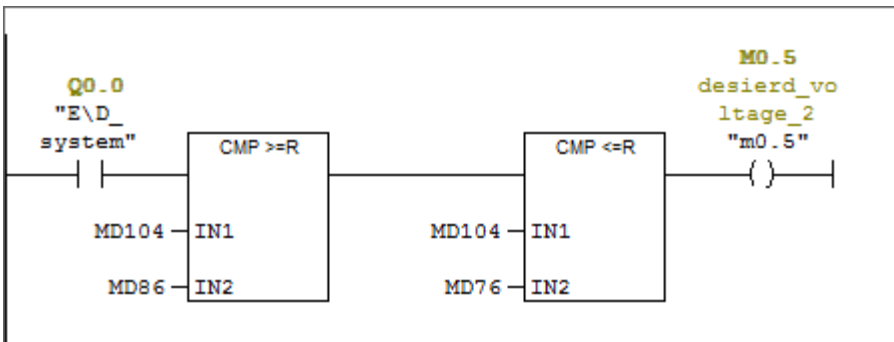 M0.5
Q0.0
desierd_vo
"E\D_
ltage_2
system"
CMP >=R
CMP <=R
"m0.5"
MD104
IN1
MD104
IN1
MD86
IN2
MD76
IN2